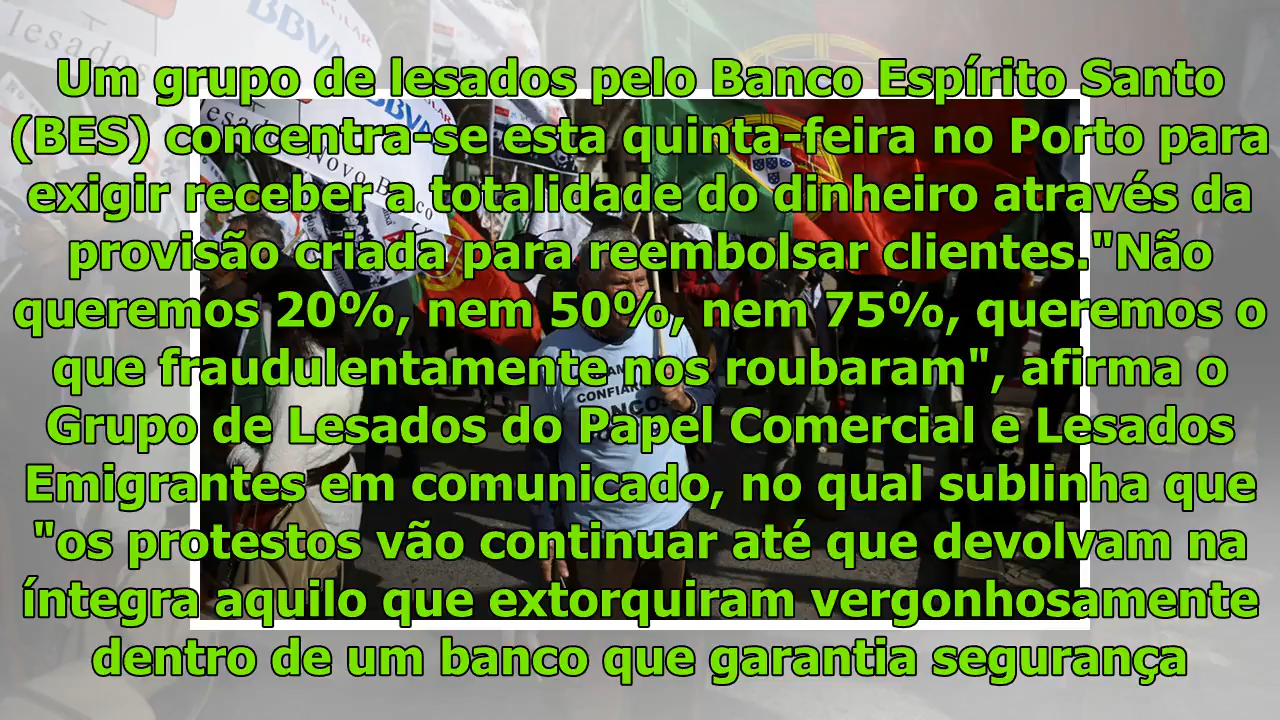 Um grupo de lesados pelo Banco Espírito Santo
(BES) concentra-se esta quinta-feira no Porto para
exigir receber a totalidade do dinheiro através da
provisão criada para reembolsar clientes."Não
queremos 20%, nem 50%, nem 75%, queremos o
que fraudulentamente nos roubaram", afirma o
Grupo de Lesados do Papel Comercial e Lesados
Emigrantes em comunicado, no qual sublinha que
"os protestos vão continuar até que devolvam na
íntegra aquilo que extorquiram vergonhosamente
dentro de um banco que garantia segurança
lesados
BBVA
Novo
CONFIAR